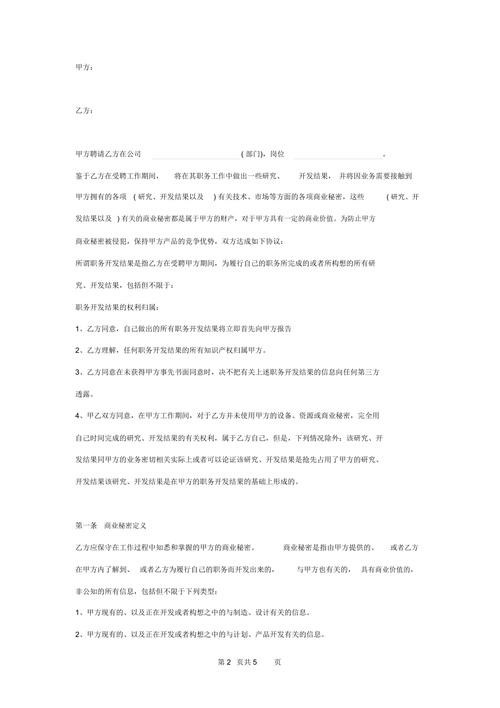 甲方：
乙方：
甲方聘请乙方在公司 ( 部门)，岗位 。
鉴于乙方在受聘工作期间， 将在其职务工作中做出一些研究、 开发结果， 并将因业务需要接触到
甲方拥有的各项 ( 研究、开发结果以及 ) 有关技术、市场等方面的各项商业秘密，这些 ( 研究、开
发结果以及 ) 有关的商业秘密都是属于甲方的财产，对于甲方具有一定的商业价值。为防止甲方
商业秘密被侵犯，保持甲方产品的竞争优势，双方达成如下协议：
所谓职务开发结果是指乙方在受聘甲方期间，为履行自己的职务所完成的或者所构想的所有研
究、开发结果，包括但不限于：
职务开发结果的权利归属：
1、乙方同意，自己做出的所有职务开发结果将立即首先向甲方报告
2、乙方理解，任何职务开发结果的所有知识产权归属甲方。
3、乙方同意在未获得甲方事先书面同意时，决不把有关上述职务开发结果的信息向任何第三方
透露。
4、甲乙双方同意，在甲方工作期间，对于乙方并未使用甲方的设备、资源或商业秘密，完全用
自己时间完成的研究、开发结果的有关权利，属于乙方自己，但是，下列情况除外：该研究、开
发结果同甲方的业务密切相关实际上或者可以论证该研究、开发结果是抢先占用了甲方的研究、
开发结果该研究、开发结果是在甲方的职务开发结果的基础上形成的。
第一条 商业秘密定义
乙方应保守在工作过程中知悉和掌握的甲方的商业秘密。 商业秘密是指由甲方提供的、 或者乙方
在甲方内了解到、 或者乙方为履行自己的职务而开发出来的， 与甲方也有关的， 具有商业价值的，
非公知的所有信息，包括但不限于下列类型：
1、甲方现有的、以及正在开发或者构想之中的与制造、设计有关的信息。
2、甲方现有的、以及正在开发或者构想之中的与计划、产品开发有关的信息。
第 2 页共 5 页